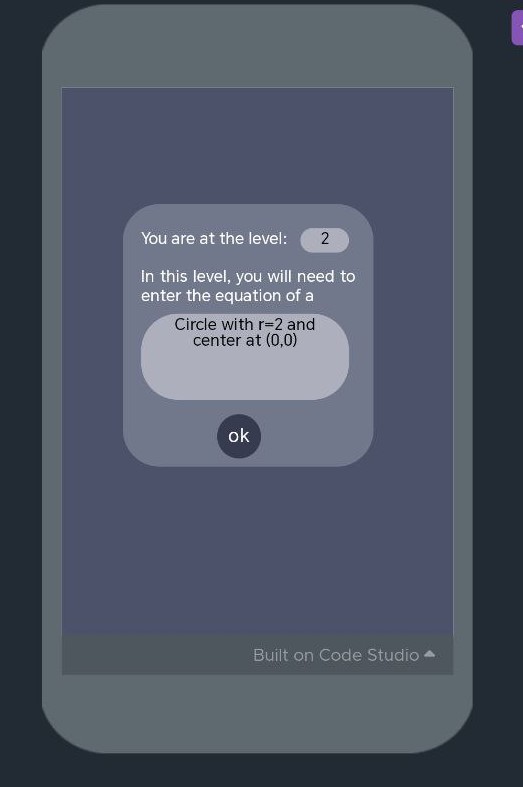 You are at the level: 2
In this level, you will need to
enter the equation of a
Circle with r=2 and
center at (0,0)
ok
Built on Code Studio